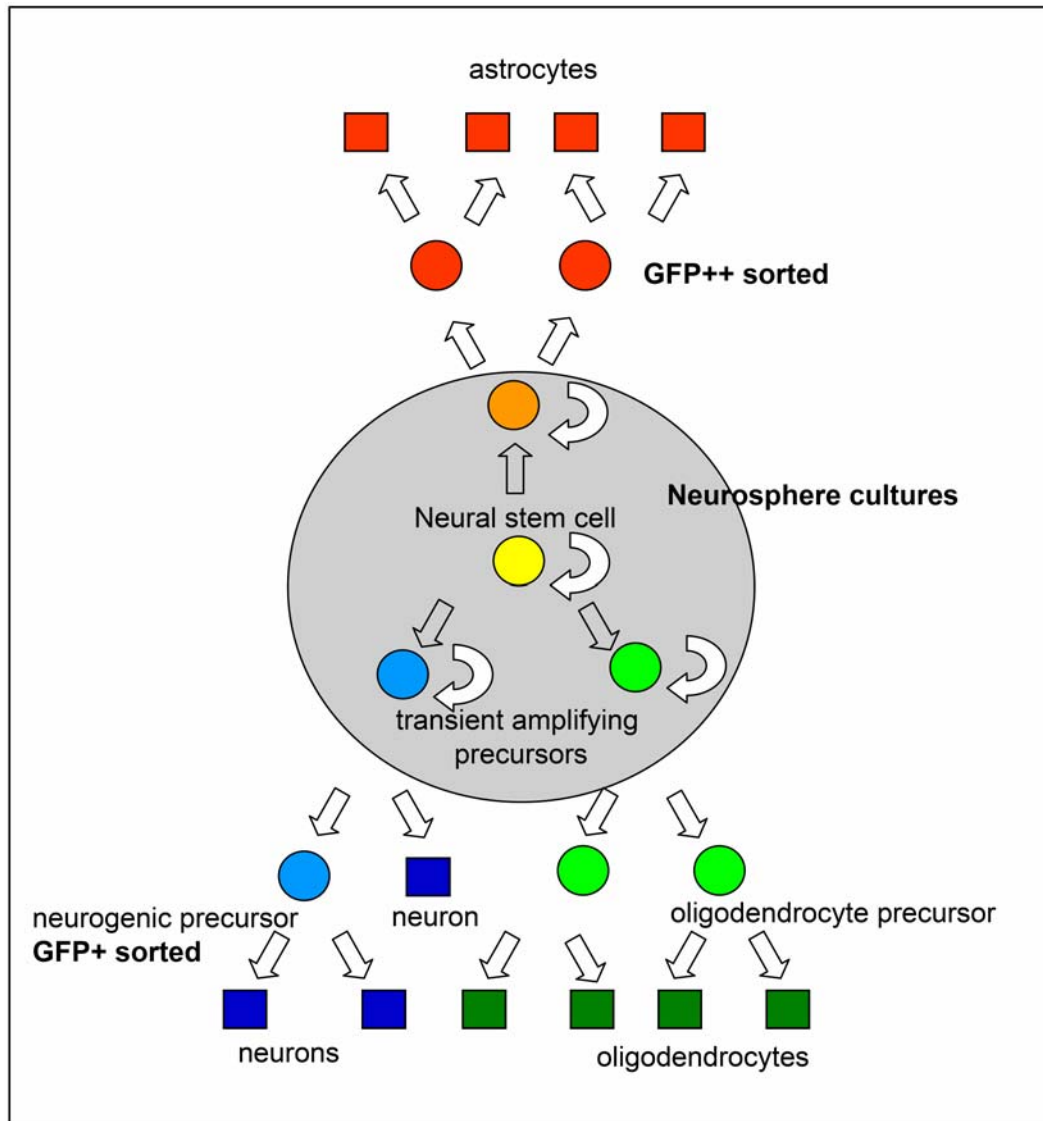 astrocytes
GFP++ sorted
Neurosphere cultures
Neural stem cell
transient amplifying
precursors
neurogenic precursor
GFP+ sorted
neuron
oligodendrocyte precursor
neurons
oligodendrocytes